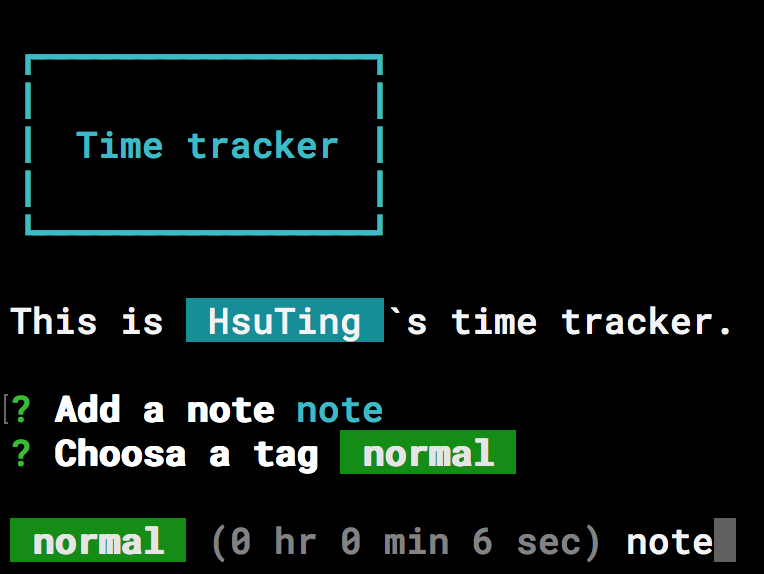 Time tracker
This is HsuTing `s time tracker.
? Add a note note
? Choosa a tag normal
normal (0 hr 0 min 6 sec) note